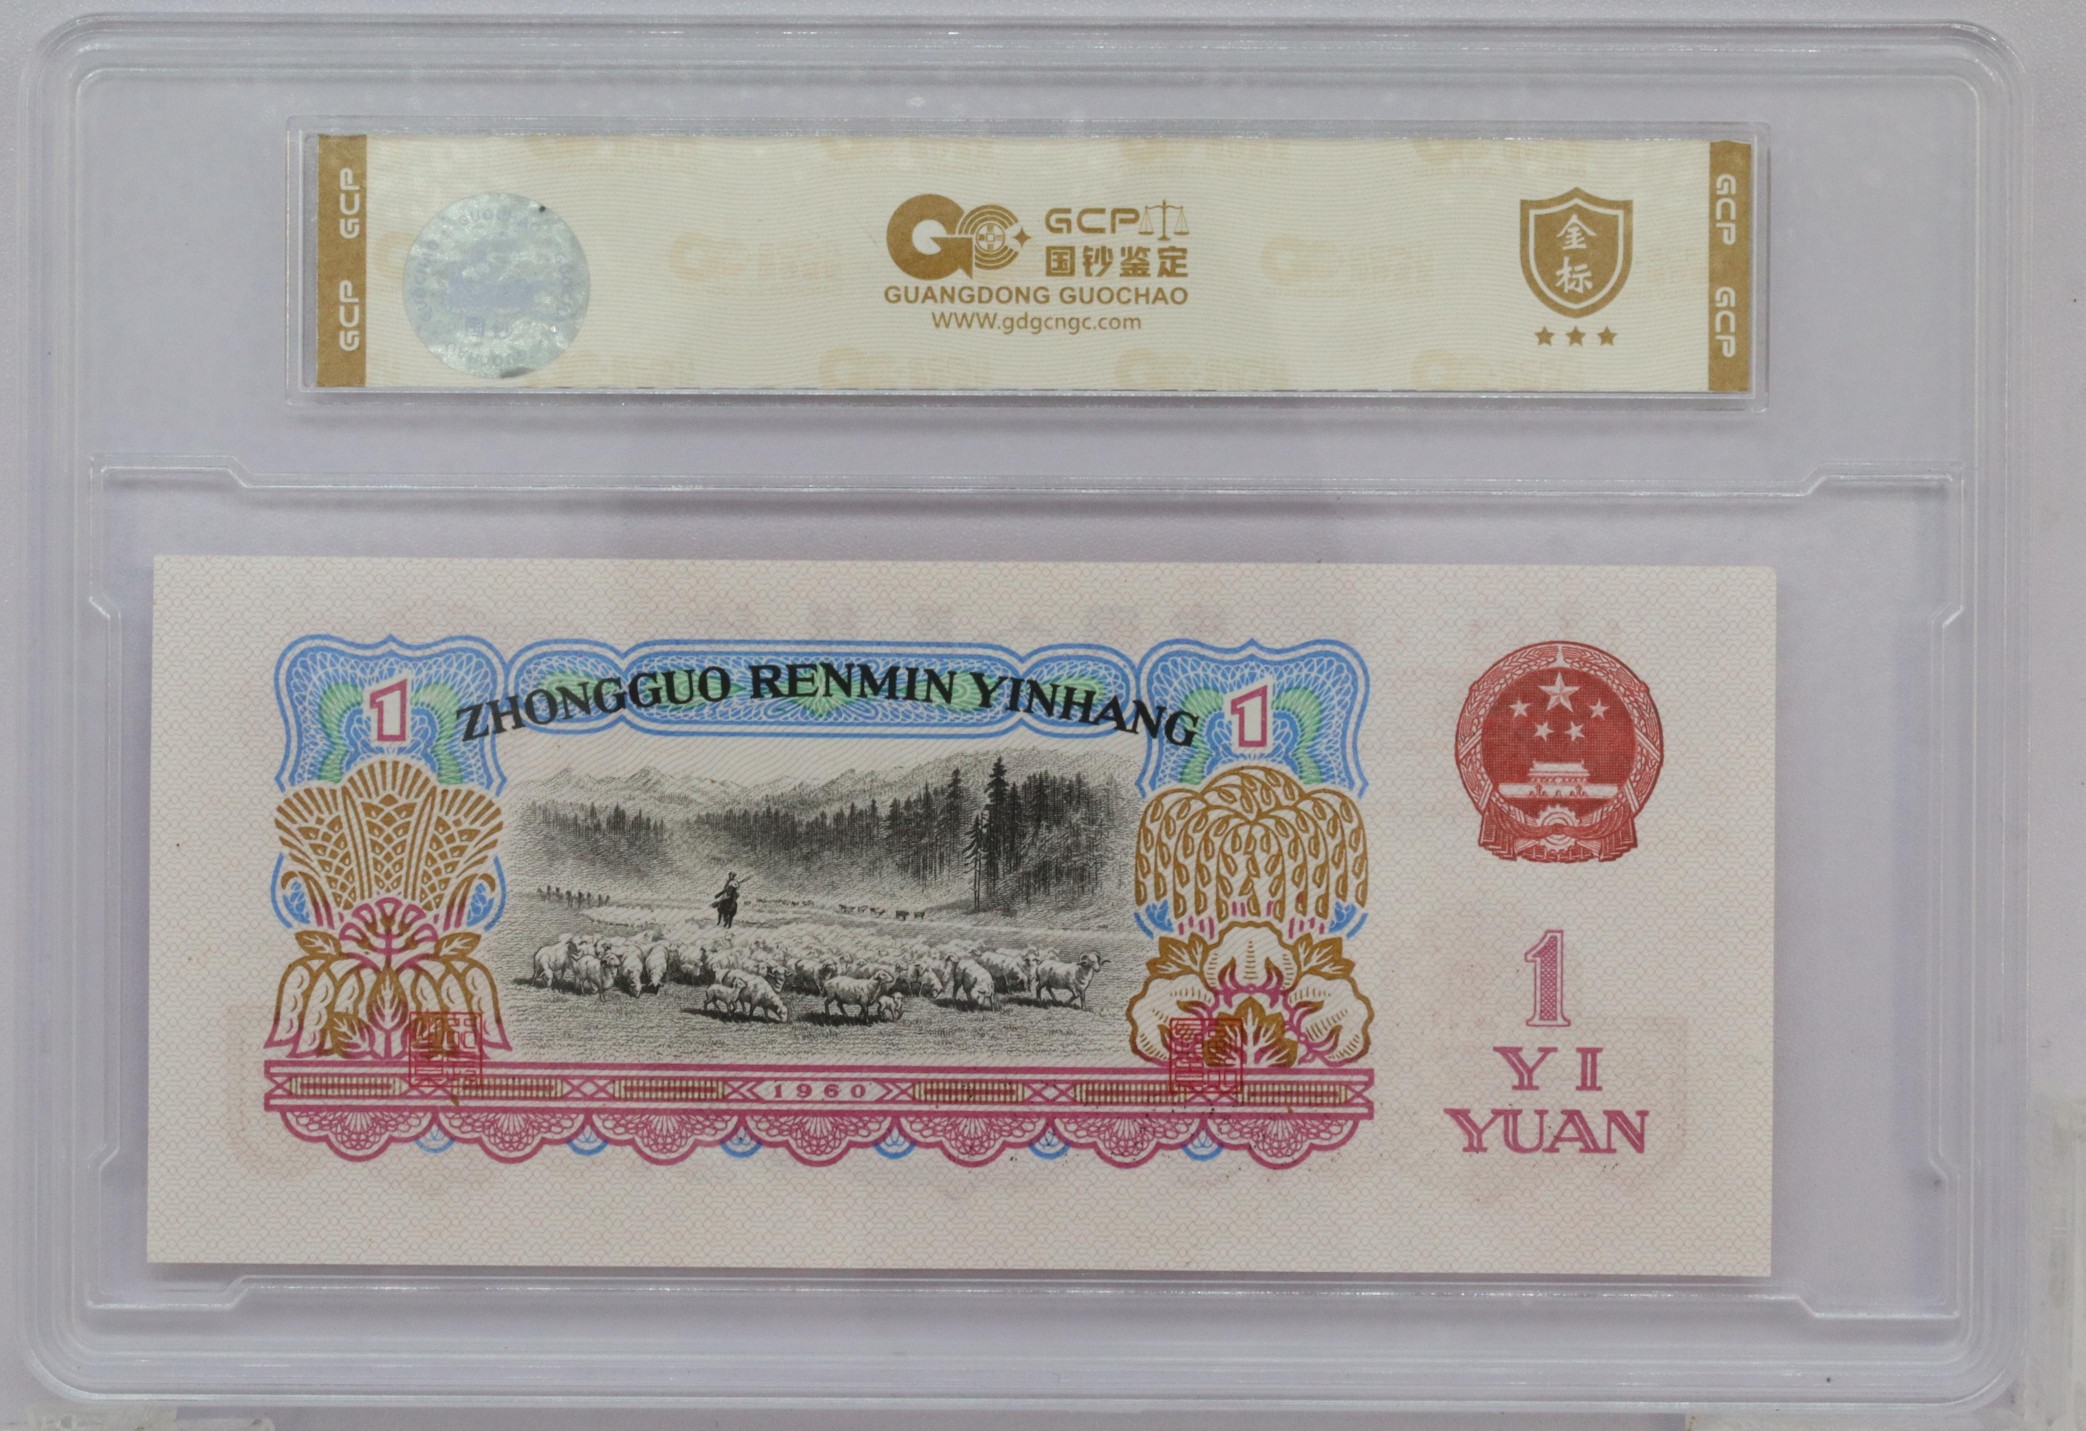 GCP
GCP
GCP
国钞鉴定
GUANGDONG GUOCHAO
WWW.gdgcngc.com
金标
GCP
GCP
ZHONGGUO RENMIN YINHANG
1
1
1960
1
YI
YUAN